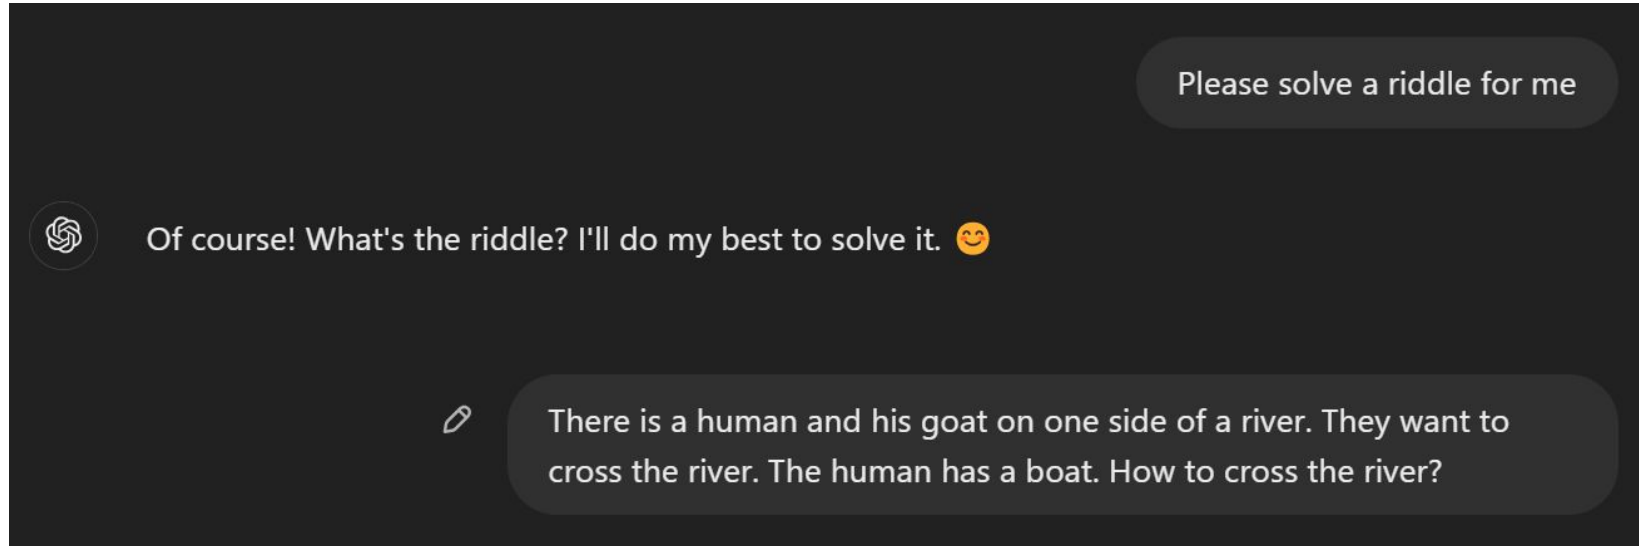 Please solve a riddle for me
Of course! What's the riddle? I'll do my best to solve it. 😊
There is a human and his goat on one side of a river. They want to
cross the river. The human has a boat. How to cross the river?